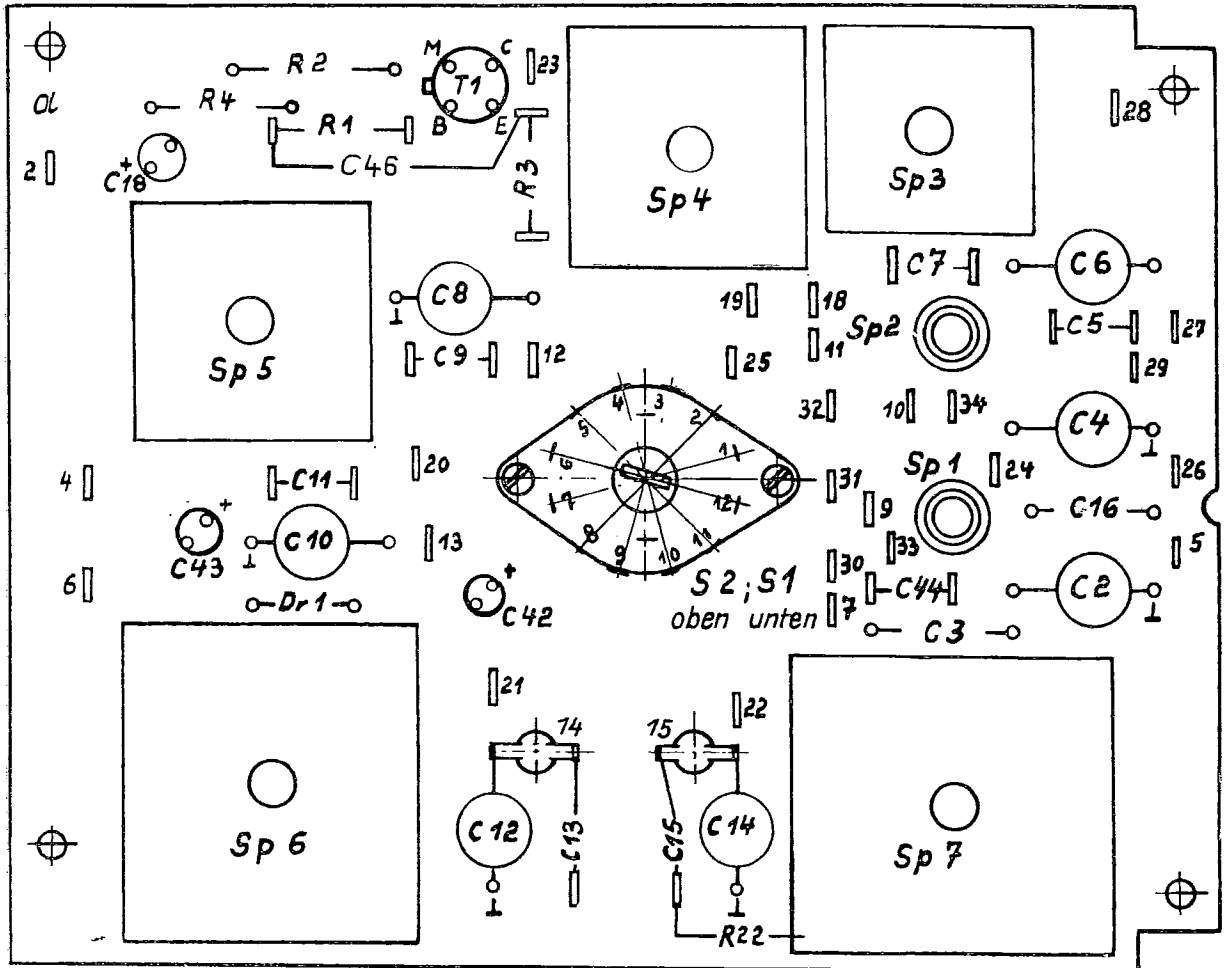 M
C
R2
T1
23
a
R4
R1
B
E
28
C46
R3
2
+
C18
Sp4
Sp3
C7
C6
C8
⊥
19
18
Sp2
C5
27
Sp5
C9
12
25
11
29
32
10
34
C4
⊥
4
3
2
5
1
6
12
7
11
8
9
10
20
Sp1
24
26
4
C11
31
9
C16
+
C43
C10
⊥
13
33
5
6
30
S2;S1
C44
C2
⊥
Dr1
+
C42
oben unten
7
C3
21
22
14
15
C12
C13
C15
C14
Sp6
Sp7
⊥
⊥
R22